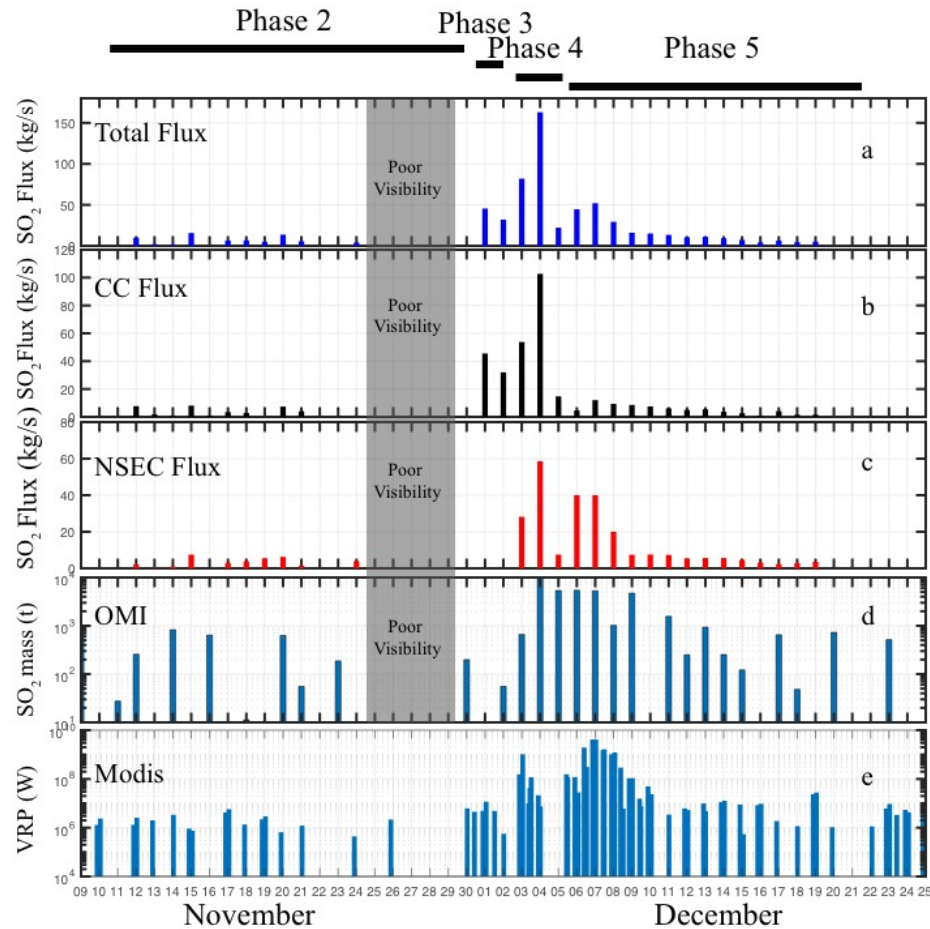 Phase 2
Phase 3
Phase 4
Phase 5
SO2 Flux (kg/s)
150
100
50
0
Total Flux
Poor
Visibility
a
SO2 Flux (kg/s)
120
100
80
60
40
20
0
CC Flux
Poor
Visibility
b
SO2 Flux (kg/s)
80
60
40
20
0
NSEC Flux
Poor
Visibility
c
SO2 mass (t)
10^4
10^3
10^2
10^1
OMI
Poor
Visibility
d
VRP (W)
10^10
10^8
10^6
10^4
Modis
e
09 10 11 12 13 14 15 16 17 18 19 20 21 22 23 24 25 26 27 28 29 30 01 02 03 04 05 06 07 08 09 10 11 12 13 14 15 16 17 18 19 20 21 22 23 24 25
November December